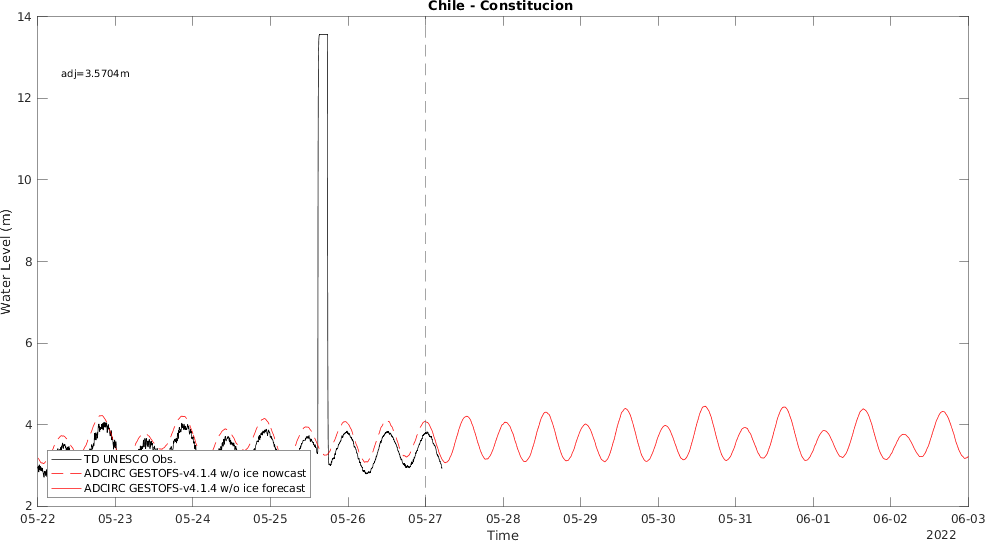 Chile - Constitucion
14
12
10
8
6
4
2
Water Level (m)
adj=3.5704m
TD UNESCO Obs.
ADCIRC GESTOFS-v4.1.4 w/o ice nowcast
ADCIRC GESTOFS-v4.1.4 w/o ice forecast
05-22 05-23 05-24 05-25 05-26 05-27 05-28 05-29 05-30 05-31 06-01 06-02 06-03
Time
2022